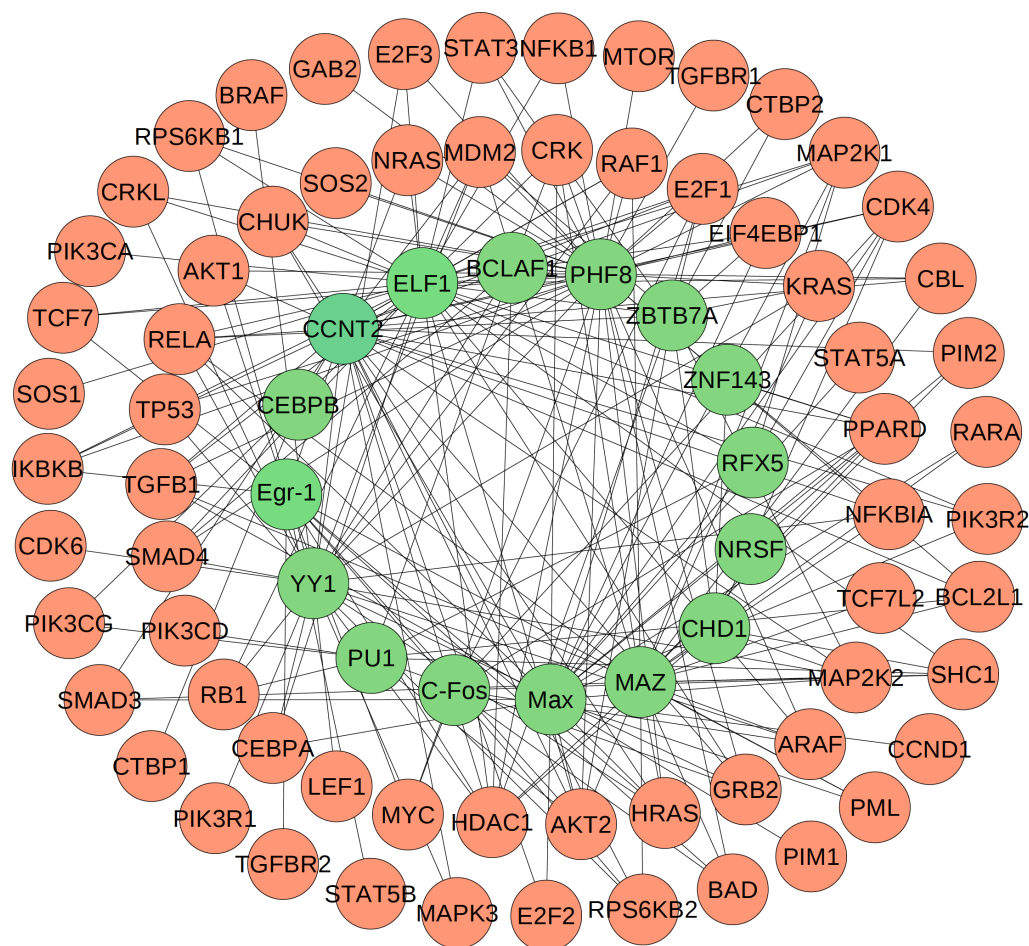 STAT3
NFKB1
E2F3
MTOR
GAB2
TGFBR1
BRAF
CTBP2
RPS6KB1
MAP2K1
NRAS
MDM2
CRK
RAF1
SOS2
E2F1
CRKL
CDK4
CHUK
EIF4EBP1
PIK3CA
AKT1
BCLAF1
PHF8
ELF1
KRAS
CBL
TCF7
ZBTB7A
CCNT2
RELA
PIM2
STAT5A
ZNF143
SOS1
CEBPB
TP53
PPARD
RARA
IKBKB
RFX5
TGFB1
Egr-1
NFKBIA
PIK3R2
CDK6
SMAD4
NRSF
YY1
TCF7L2
BCL2L1
PIK3CG
PIK3CD
CHD1
PU1
SHC1
MAP2K2
MAZ
C-Fos
Max
RB1
SMAD3
CEBPA
ARAF
CCND1
CTBP1
LEF1
GRB2
PML
MYC
HDAC1
AKT2
HRAS
PIK3R1
PIM1
TGFBR2
STAT5B
BAD
MAPK3
E2F2
RPS6KB2